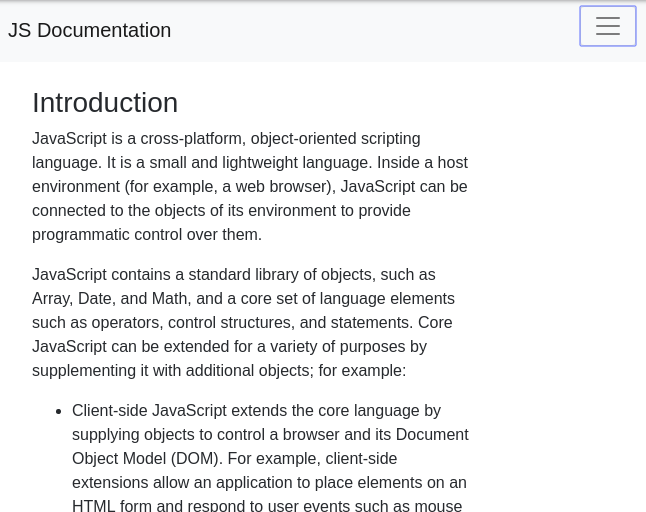 JS Documentation
Introduction
JavaScript is a cross-platform, object-oriented scripting
language. It is a small and lightweight language. Inside a host
environment (for example, a web browser), JavaScript can be
connected to the objects of its environment to provide
programmatic control over them.
JavaScript contains a standard library of objects, such as
Array, Date, and Math, and a core set of language elements
such as operators, control structures, and statements. Core
JavaScript can be extended for a variety of purposes by
supplementing it with additional objects; for example:
• Client-side JavaScript extends the core language by
supplying objects to control a browser and its Document
Object Model (DOM). For example, client-side
extensions allow an application to place elements on an
HTML form and respond to user events such as mouse